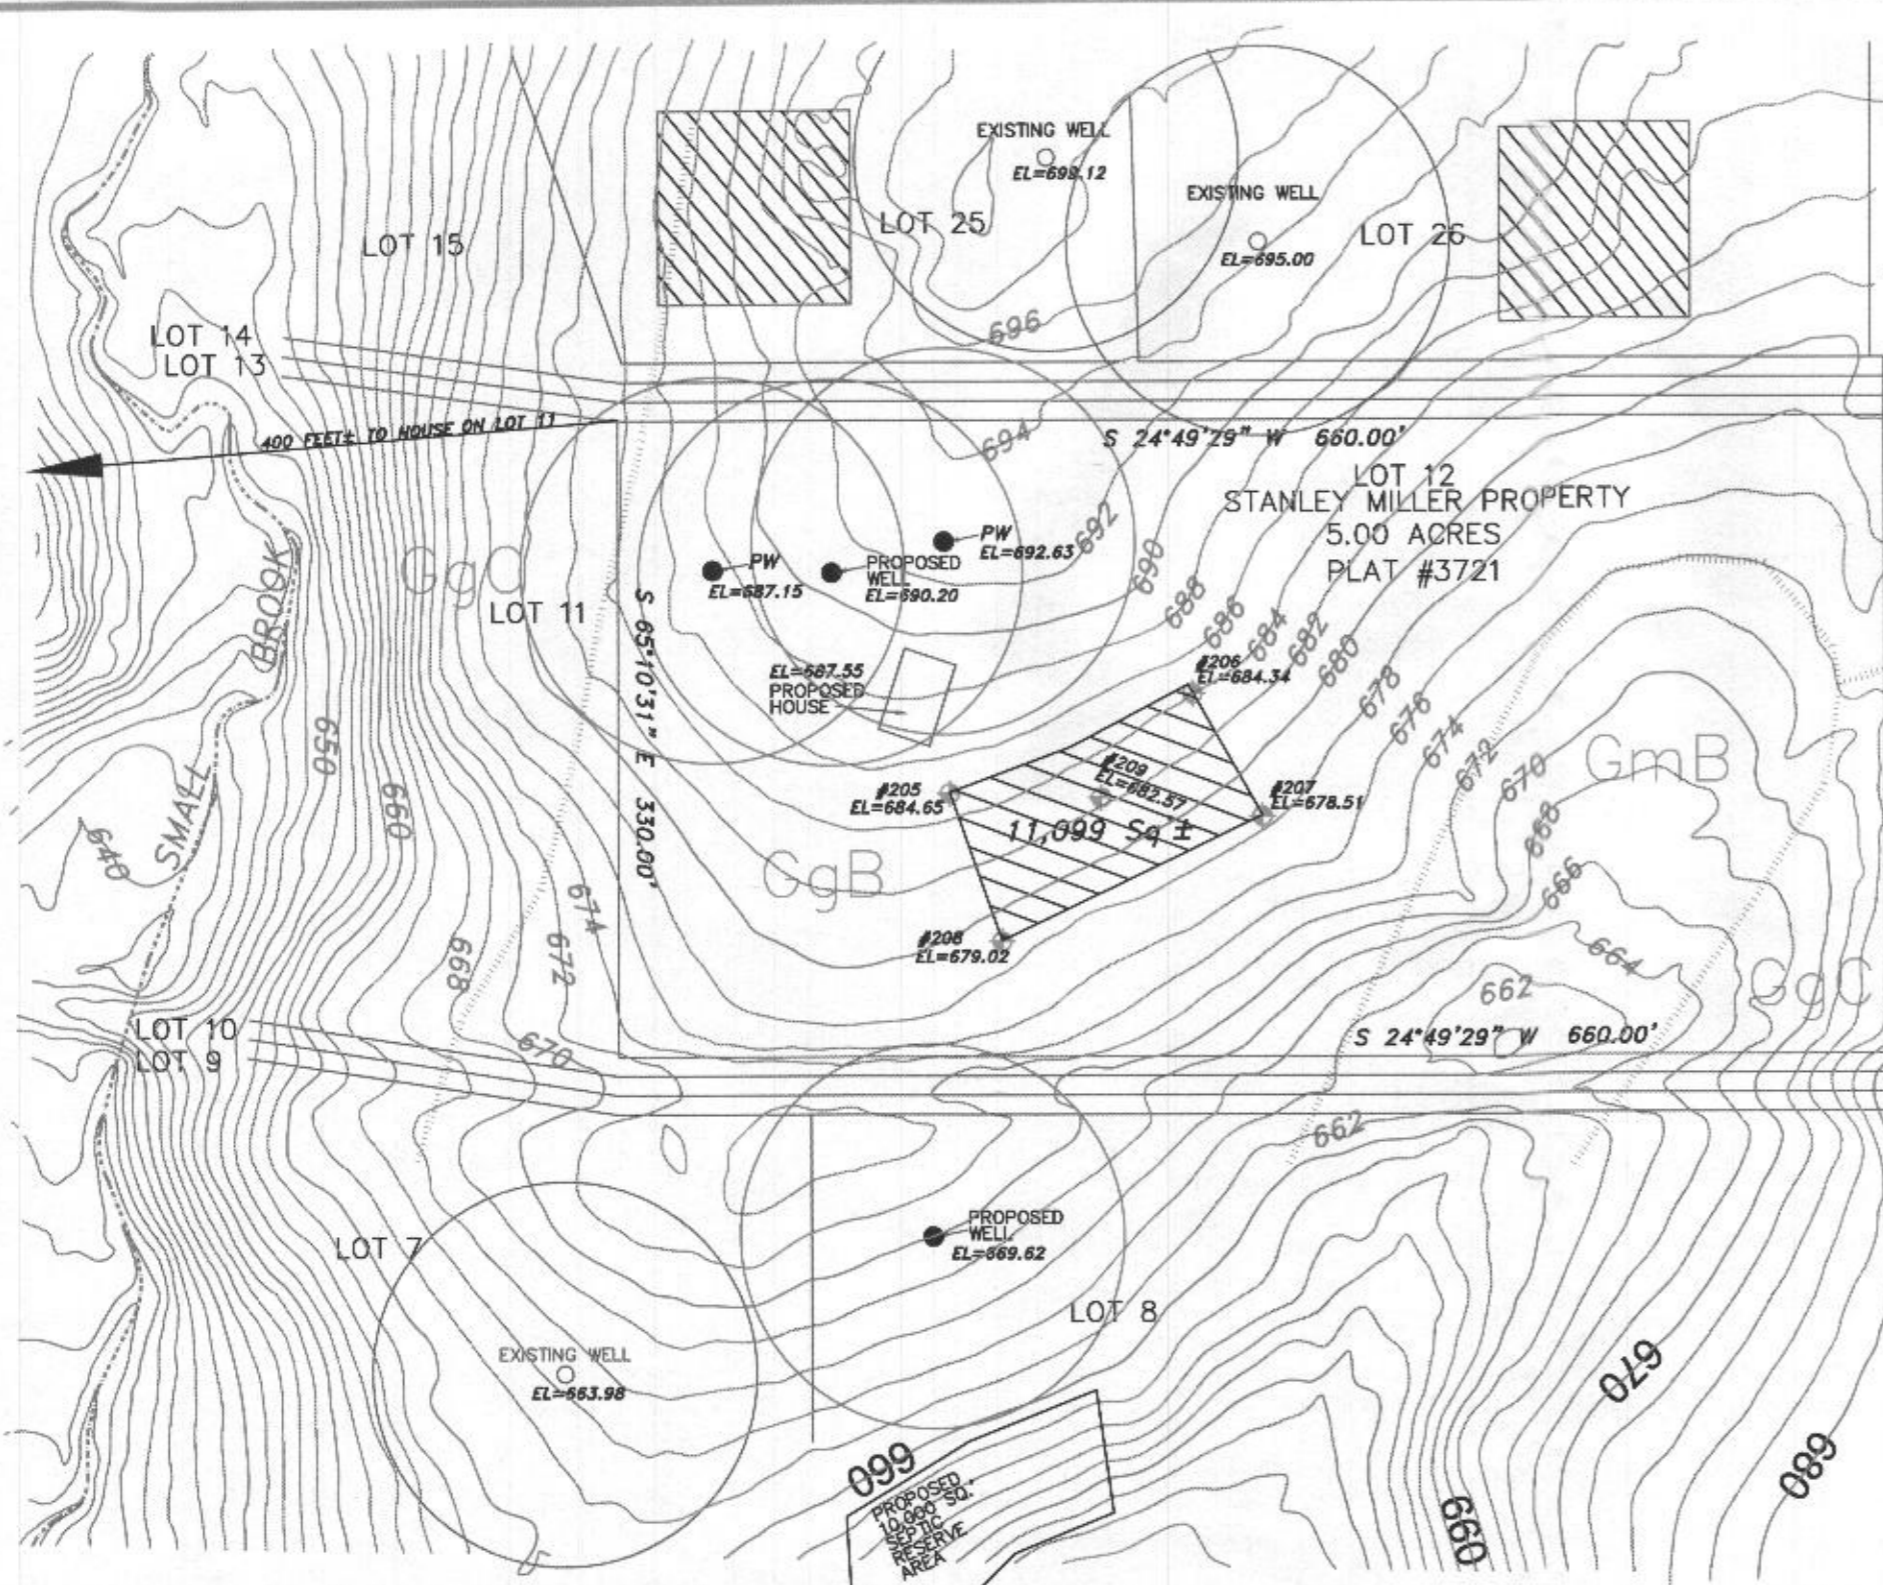 EXISTING WELL
EL=699.12
EXISTING WELL
EL=695.00
LOT 25
LOT 26
LOT 15
LOT 14
LOT 13
696
400 FEET± TO HOUSE ON LOT 11
694
S 24°49'29" W 660.00'
LOT 12
STANLEY MILLER PROPERTY
5.00 ACRES
PLAT #3721
692
PW
EL=692.63
PW
EL=687.15
PROPOSED
WELL
EL=690.20
690
688
686
684
682
680
678
676
674
672
670
668
666
664
662
GgC
LOT 11
BROOK
SMALL
S 65°10'31" E 330.00'
EL=687.55
PROPOSED
HOUSE
#206
EL=684.34
#205
EL=684.65
#209
EL=682.57
#207
EL=678.51
11,099 Sq ±
#208
EL=679.02
CgB
GmB
GgC
650
660
640
674
672
668
670
LOT 10
LOT 9
S 24°49'29" W 660.00'
662
PROPOSED
WELL
EL=669.62
LOT 7
LOT 8
EXISTING WELL
EL=663.98
660
PROPOSED
10,000 SQ.'
SEPTIC
RESERVE
AREA
660
670
680